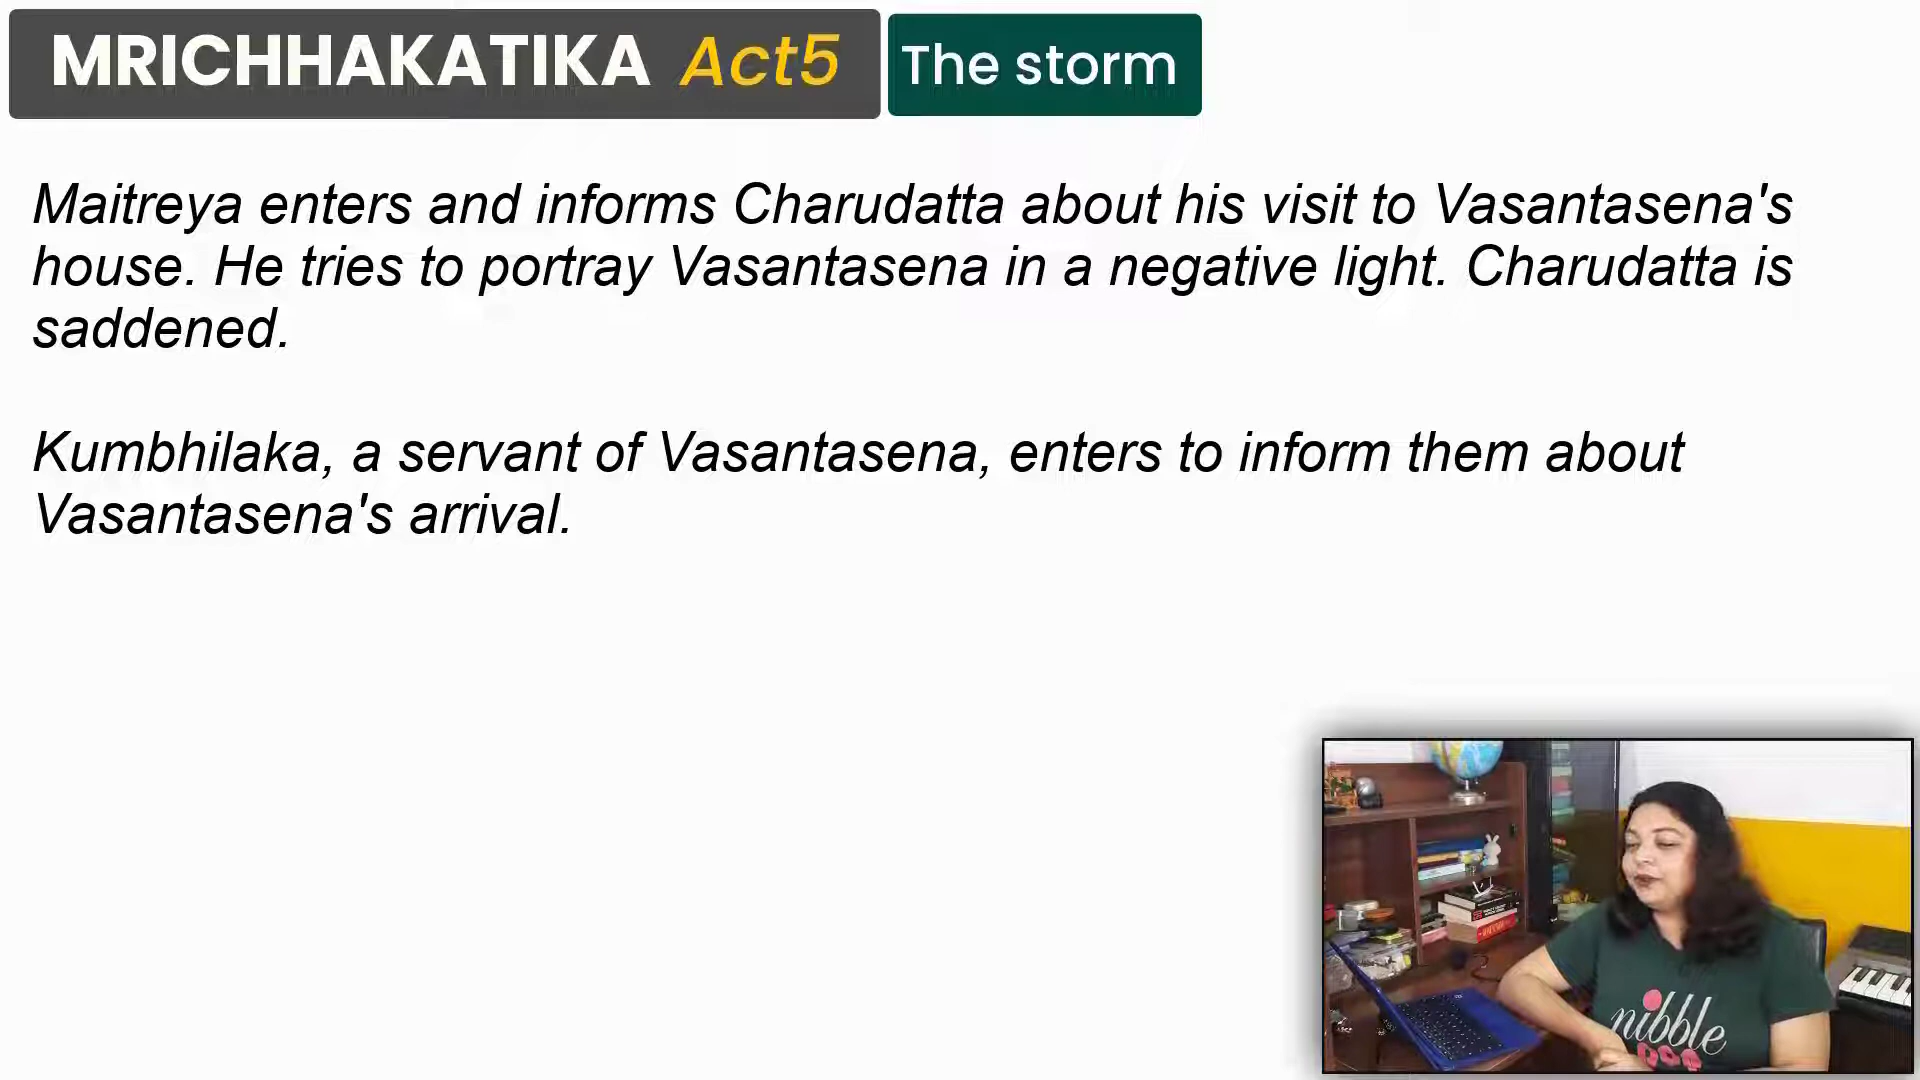 MRICHHAKATIKA Act5 The storm
Maitreya enters and informs Charudatta about his visit to Vasantasena's
house. He tries to portray Vasantasena in a negative light. Charudatta is
saddened.
Kumbhilaka, a servant of Vasantasena, enters to inform them about
Vasantasena's arrival.
nibble
pop